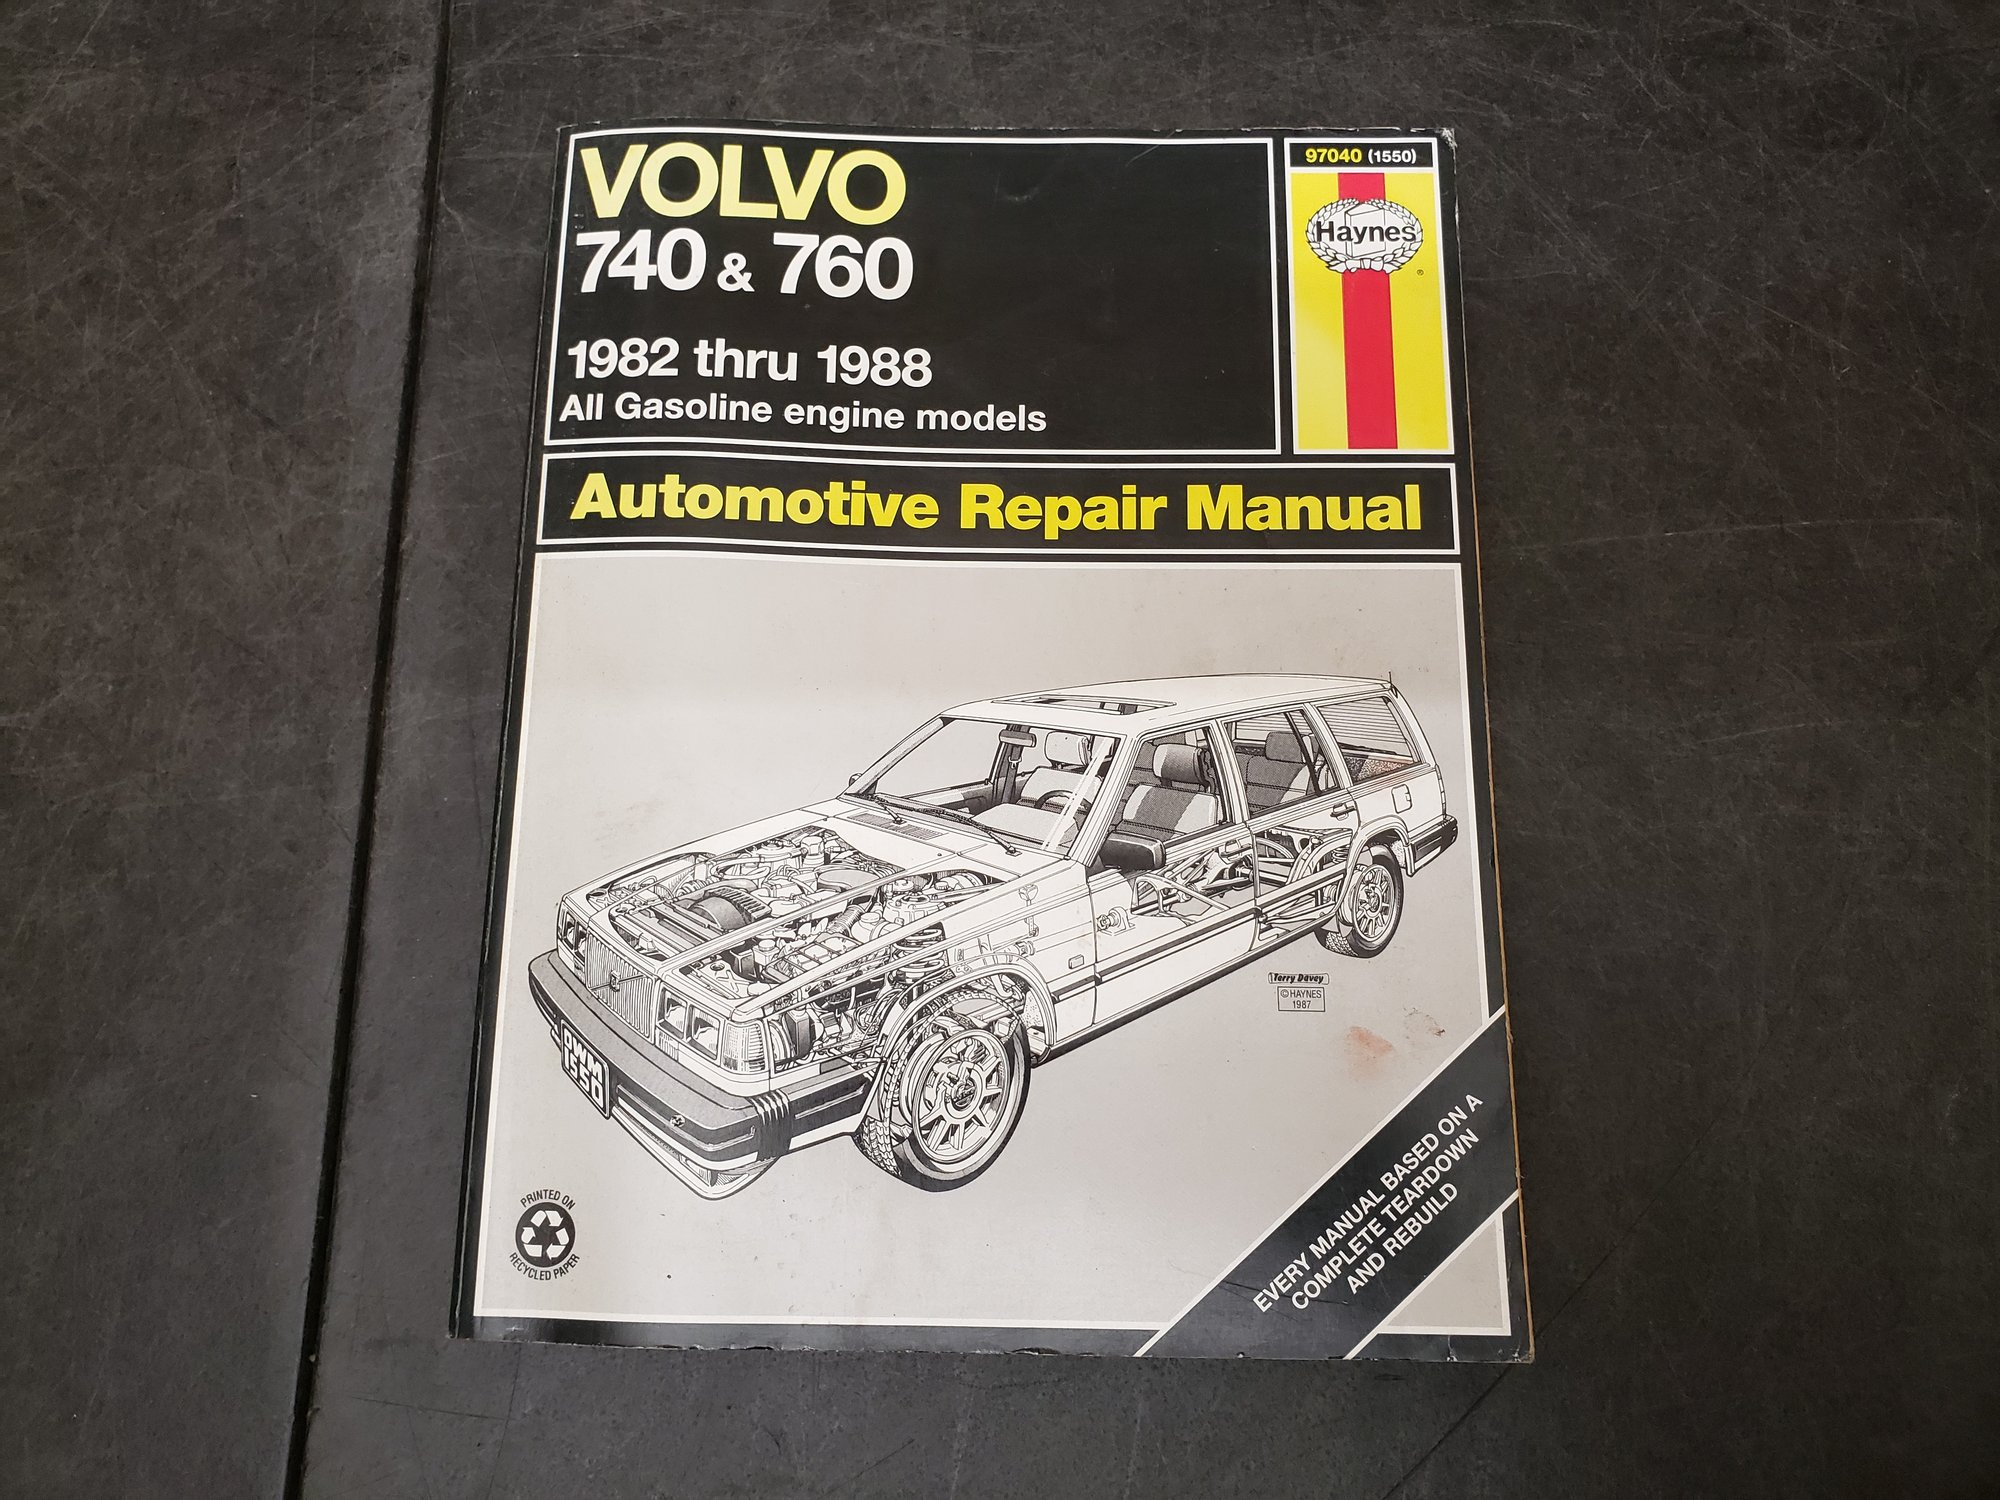 VOLVO
740 & 760
1982 thru 1988
All Gasoline engine models
97040 (1550)
Haynes
®
Automotive Repair Manual
OWM
1550
Terry Davey
© HAYNES
1987
PRINTED ON
RECYCLED PAPER
EVERY MANUAL BASED ON A
COMPLETE TEARDOWN
AND REBUILD